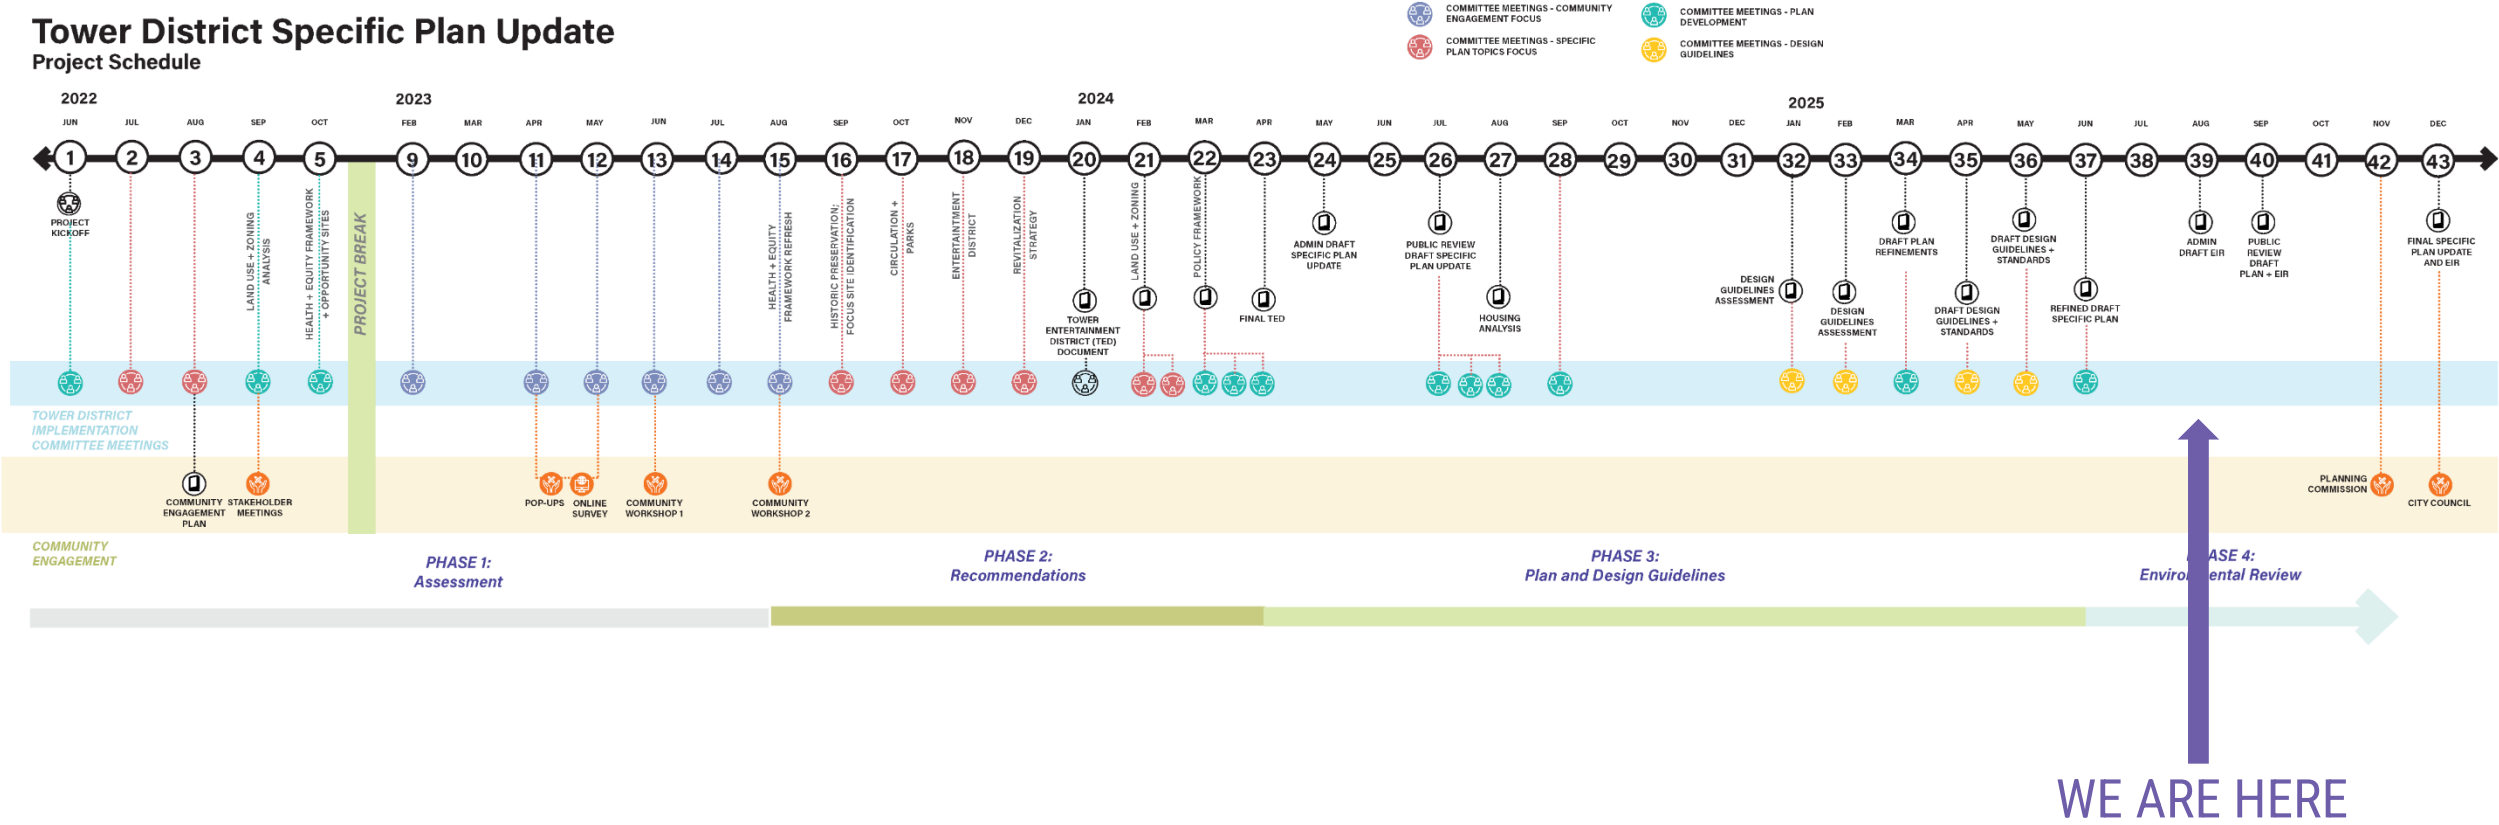 Tower District Specific Plan Update
Project Schedule
COMMITTEE MEETINGS - COMMUNITY
ENGAGEMENT FOCUS
COMMITTEE MEETINGS - SPECIFIC
PLAN TOPICS FOCUS
COMMITTEE MEETINGS - PLAN
DEVELOPMENT
COMMITTEE MEETINGS - DESIGN
GUIDELINES
2022 2023 2024 2025
JUN JUL AUG SEP OCT FEB MAR APR MAY JUN JUL AUG SEP OCT NOV DEC JAN FEB MAR APR MAY JUN JUL AUG SEP OCT NOV DEC JAN FEB MAR APR MAY JUN JUL AUG SEP OCT NOV DEC
1 2 3 4 5 9 10 11 12 13 14 15 16 17 18 19 20 21 22 23 24 25 26 27 28 29 30 31 32 33 34 35 36 37 38 39 40 41 42 43
PROJECT
KICKOFF
LAND USE + ZONING
ANALYSIS
HEALTH + EQUITY FRAMEWORK
+ OPPORTUNITY SITES
PROJECT BREAK
HEALTH + EQUITY
FRAMEWORK REFRESH
HISTORIC PRESERVATION;
FOCUS SITE IDENTIFICATION
CIRCULATION +
PARKS
ENTERTAINMENT
DISTRICT
REVITALIZATION
STRATEGY
TOWER
ENTERTAINMENT
DISTRICT (TED)
DOCUMENT
LAND USE + ZONING
POLICY FRAMEWORK
FINAL TED
ADMIN DRAFT
SPECIFIC PLAN
UPDATE
PUBLIC REVIEW
DRAFT SPECIFIC
PLAN UPDATE
HOUSING
ANALYSIS
DESIGN
GUIDELINES
ASSESSMENT
DESIGN
GUIDELINES
ASSESSMENT
DRAFT PLAN
REFINEMENTS
DRAFT DESIGN
GUIDELINES +
STANDARDS
DRAFT DESIGN
GUIDELINES +
STANDARDS
REFINED DRAFT
SPECIFIC PLAN
ADMIN
DRAFT EIR
PUBLIC
REVIEW
DRAFT
PLAN + EIR
FINAL SPECIFIC
PLAN UPDATE
AND EIR
TOWER DISTRICT
IMPLEMENTATION
COMMITTEE MEETINGS
COMMUNITY
ENGAGEMENT
PLAN
STAKEHOLDER
MEETINGS
POP-UPS
ONLINE
SURVEY
COMMUNITY
WORKSHOP 1
COMMUNITY
WORKSHOP 2
PLANNING
COMMISSION
CITY COUNCIL
COMMUNITY
ENGAGEMENT
PHASE 1:
Assessment
PHASE 2:
Recommendations
PHASE 3:
Plan and Design Guidelines
ASE 4:
Enviro ental Review
WE ARE HERE